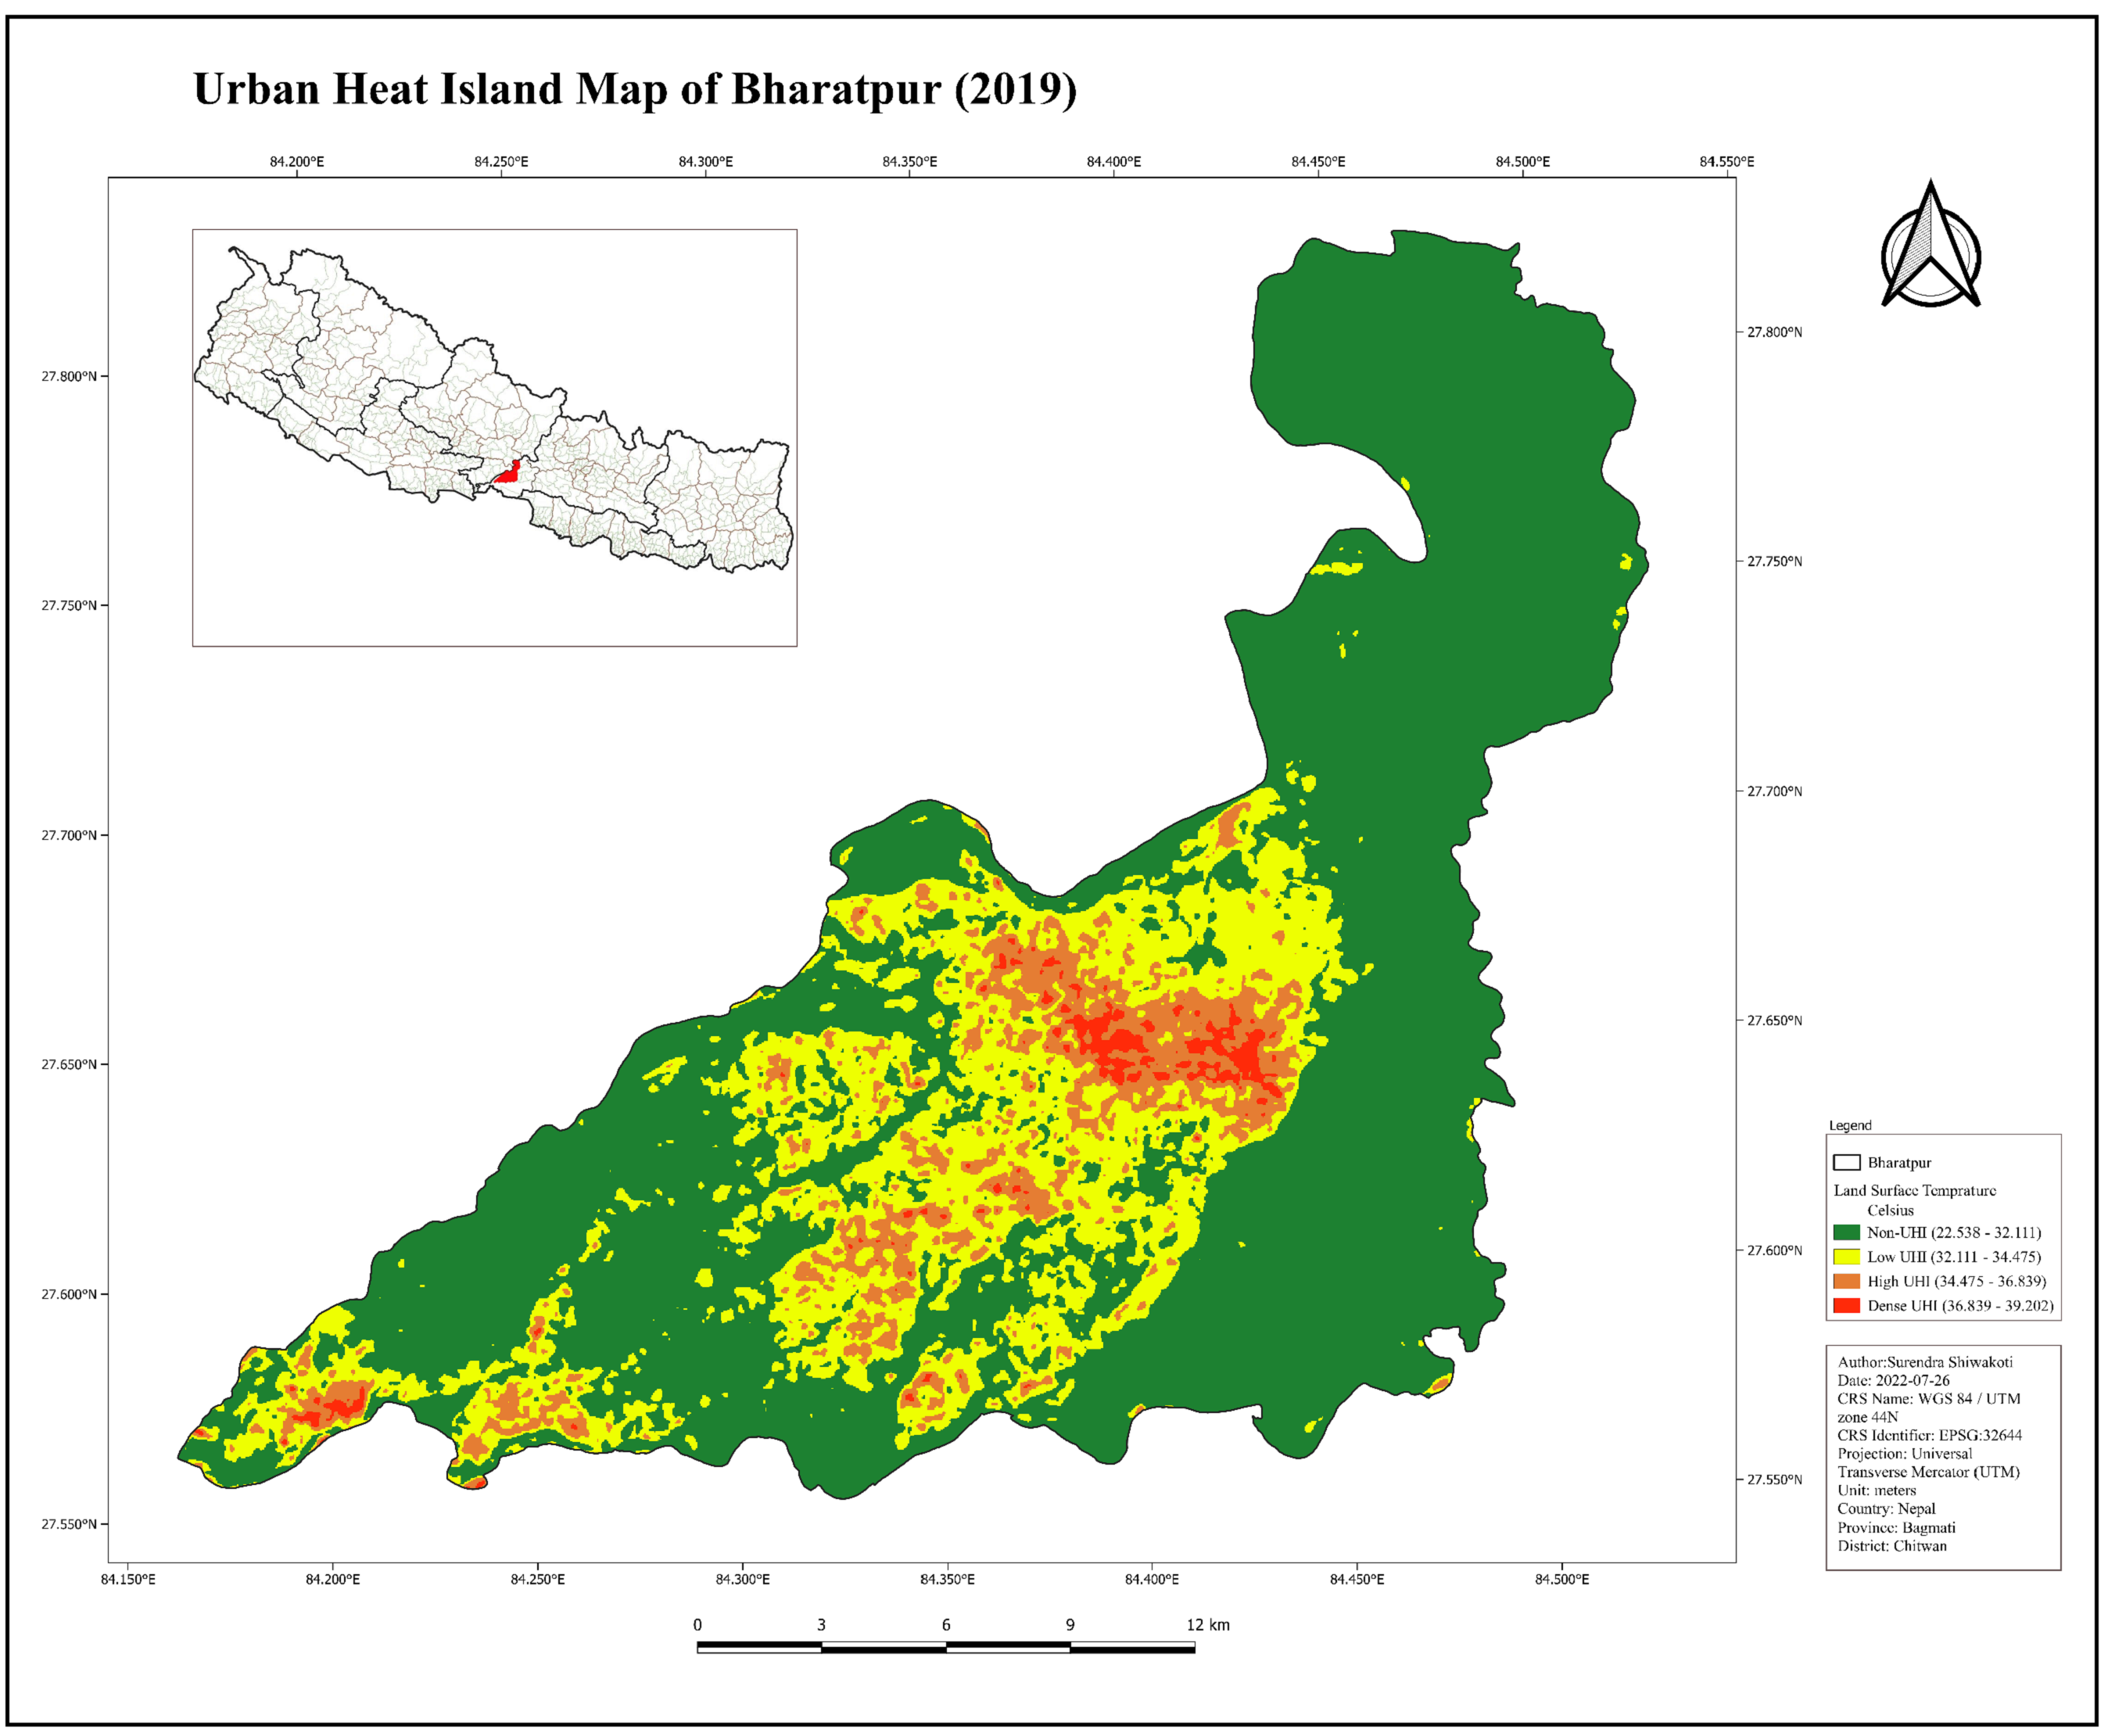 Urban Heat Island Map of Bharatpur (2019)
84.200°E 84.250°E 84.300°E 84.350°E 84.400°E 84.450°E 84.500°E 84.550°E
27.800°N
27.800°N
27.750°N
27.750°N
27.700°N
27.700°N
27.650°N
27.650°N
27.600°N
27.600°N
27.550°N
27.550°N
84.150°E 84.200°E 84.250°E 84.300°E 84.350°E 84.400°E 84.450°E 84.500°E
0 3 6 9 12 km
Legend
Bharatpur
Land Surface Temprature
Celsius
Non-UHI (22.538 - 32.111)
Low UHI (32.111 - 34.475)
High UHI (34.475 - 36.839)
Dense UHI (36.839 - 39.202)
Author:Surendra Shiwakoti
Date: 2022-07-26
CRS Name: WGS 84 / UTM
zone 44N
CRS Identifier: EPSG:32644
Projection: Universal
Transverse Mercator (UTM)
Unit: meters
Country: Nepal
Province: Bagmati
District: Chitwan